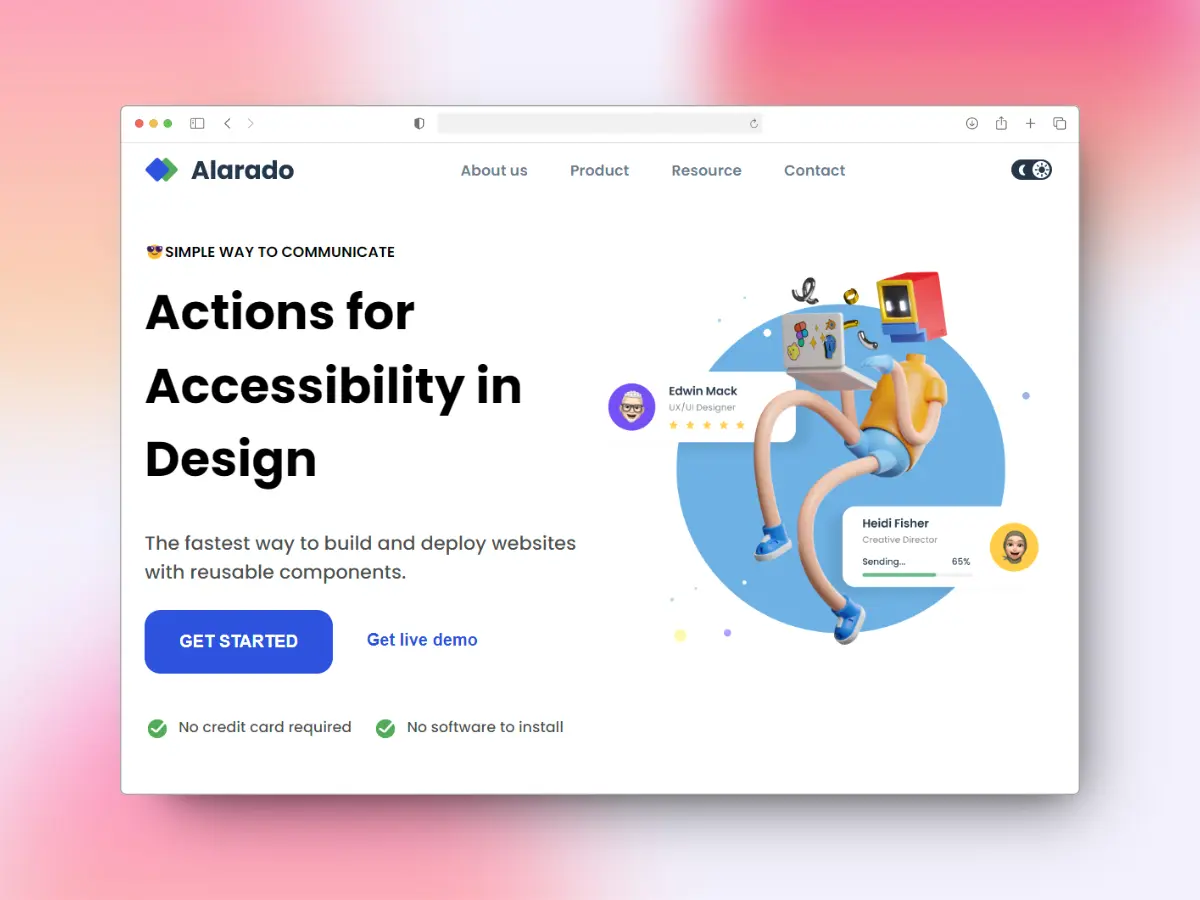 Alarado
About us
Product
Resource
Contact
SIMPLE WAY TO COMMUNICATE
Actions for
Accessibility in
Design
The fastest way to build and deploy websites
with reusable components.
GET STARTED
Get live demo
No credit card required
No software to install
Edwin Mack
UX/UI Designer
Heidi Fisher
Creative Director
Sending...
65%